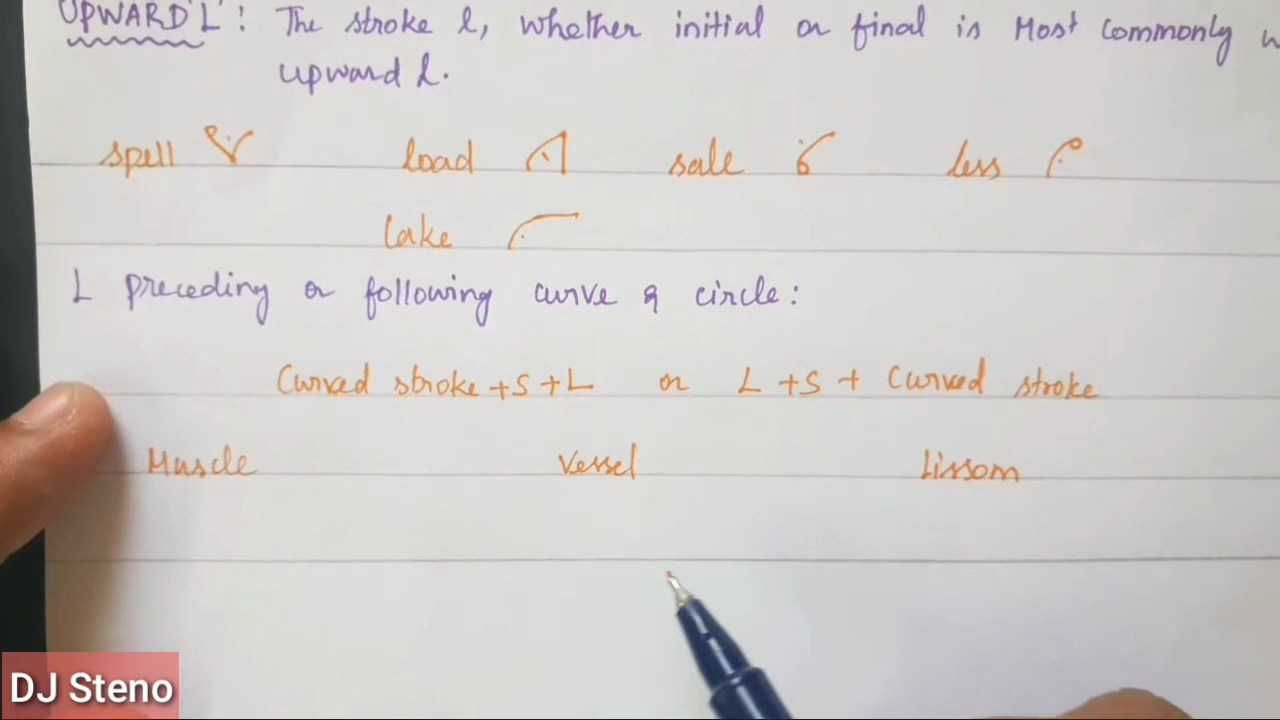 UPWARD 'L' : The stroke l, whether initial or final is Most commonly
upward l.
spell load sale less
lake
L preceding or following curve & circle :
Curved stroke + S + L or L + S + Curved stroke
Muscle Vessel Lissom
DJ Steno